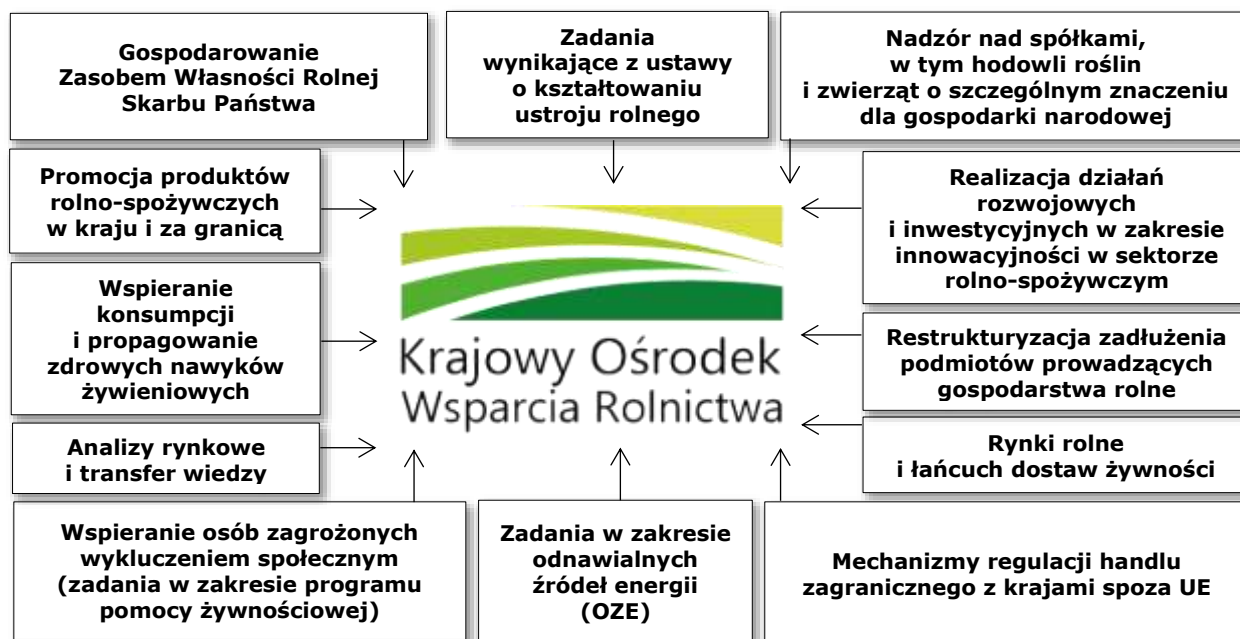 Gospodarowanie
Zasobem Własności Rolnej
Skarbu Państwa
Zadania
wynikające z ustawy
o kształtowaniu
ustroju rolnego
Nadzór nad spółkami,
w tym hodowli roślin
i zwierząt o szczególnym znaczeniu
dla gospodarki narodowej
Promocja produktów
rolno-spożywczych
w kraju i za granicą
Realizacja działań
rozwojowych
i inwestycyjnych w zakresie
innowacyjności w sektorze
rolno-spożywczym
Wspieranie
konsumpcji
i propagowanie
zdrowych nawyków
żywieniowych
Krajowy Ośrodek
Wsparcia Rolnictwa
Restrukturyzacja zadłużenia
podmiotów prowadzących
gospodarstwa rolne
Analizy rynkowe
i transfer wiedzy
Rynki rolne
i łańcuch dostaw żywności
Wspieranie osób zagrożonych
wykluczeniem społecznym
(zadania w zakresie programu
pomocy żywnościowej)
Zadania w zakresie
odnawialnych
źródeł energii
(OZE)
Mechanizmy regulacji handlu
zagranicznego z krajami spoza UE